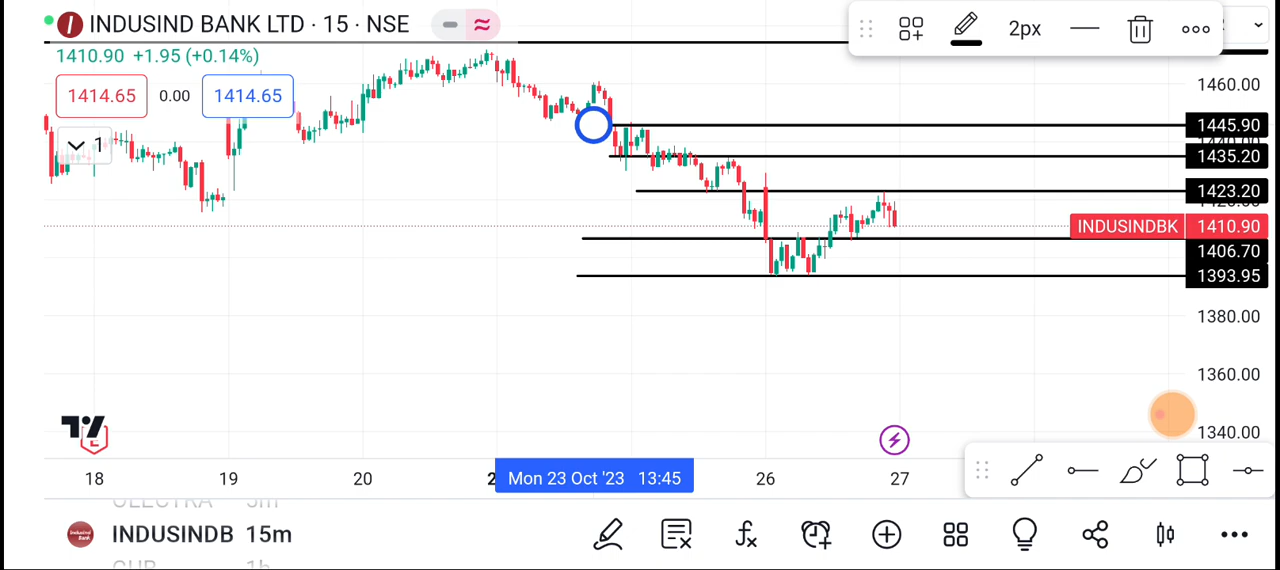 INDUSIND BANK LTD · 15 · NSE
1410.90 +1.95 (+0.14%)
1414.65 0.00 1414.65
1
2px
1460.00
1445.90
1435.20
1423.20
INDUSINDBK 1410.90
1406.70
1393.95
1380.00
1360.00
1340.00
18 19 20 Mon 23 Oct '23 13:45 26 27
INDUSINDB 15m